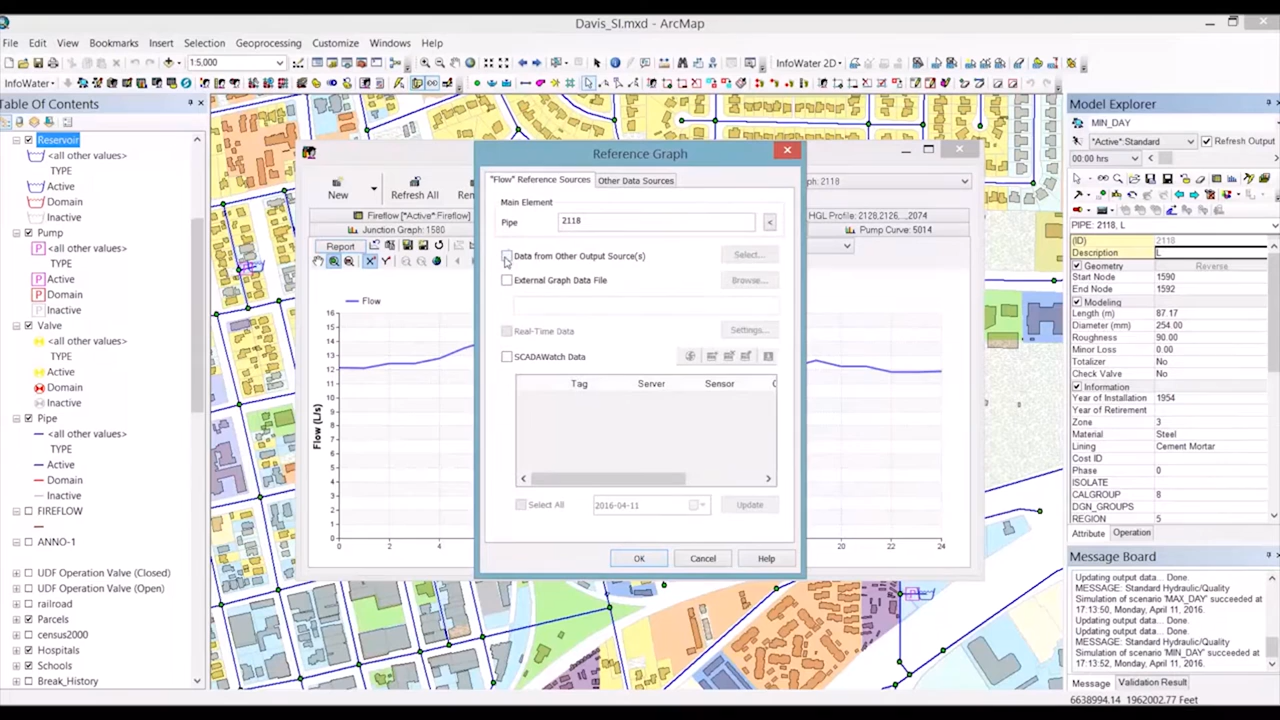 Davis_SI.mxd - ArcMap
File Edit View Bookmarks Insert Selection Geoprocessing Customize Windows Help
1:5,000
InfoWater 2D
InfoWater
Table Of Contents
Reservoir
<all other values>
TYPE
Active
Domain
Inactive
Pump
<all other values>
TYPE
Active
Domain
Inactive
Valve
<all other values>
TYPE
Active
Domain
Inactive
Pipe
<all other values>
TYPE
Active
Domain
Inactive
FIREFLOW
ANNO-1
UDF Operation Valve (Closed)
UDF Operation Valve (Open)
railroad
Parcels
census2000
Hospitals
Schools
Break_History
New
Refresh All
Fireflow [*Active*:Fireflow]
HGL Profile: 2128,2126,...2074
Junction Graph: 1580
Pump Curve: 5014
Report
Flow
Flow (L/s)
16
15
14
13
12
11
10
9
8
7
6
5
4
3
2
1
0
0 2 4 20 22 24
Reference Graph
"Flow" Reference Sources
Other Data Sources
Main Element
Pipe
2118
<
Data from Other Output Source(s)
Select...
External Graph Data File
Browse...
Real-Time Data
Settings...
SCADAWatch Data
Tag Server Sensor
Select All
2016-04-11
Update
OK
Cancel
Help
Model Explorer
MIN_DAY
*Active*:Standard
Refresh Output
00:00 hrs
PIPE: 2118, L
(ID) 2118
Description L
Geometry Reverse
Start Node 1590
End Node 1592
Modeling
Length (m) 87.17
Diameter (mm) 254.00
Roughness 90.00
Minor Loss 0.00
Totalizer No
Check Valve No
Information
Year of Installation 1954
Year of Retirement
Zone 3
Material Steel
Lining Cement Mortar
Cost ID
Phase 0
ISOLATE
CALGROUP 8
DGN_GROUPS
REGION 5
Attribute Operation
Message Board
Updating output data... Done.
MESSAGE: Standard Hydraulic/Quality
Simulation of scenario 'MAX_DAY' succeeded at
17:13:50, Monday, April 11, 2016.
Updating output data... Done.
Updating output data... Done.
MESSAGE: Standard Hydraulic/Quality
Simulation of scenario 'MIN_DAY' succeeded at
17:13:52, Monday, April 11, 2016.
Message Validation Result
6638994.14 1962002.77 Feet